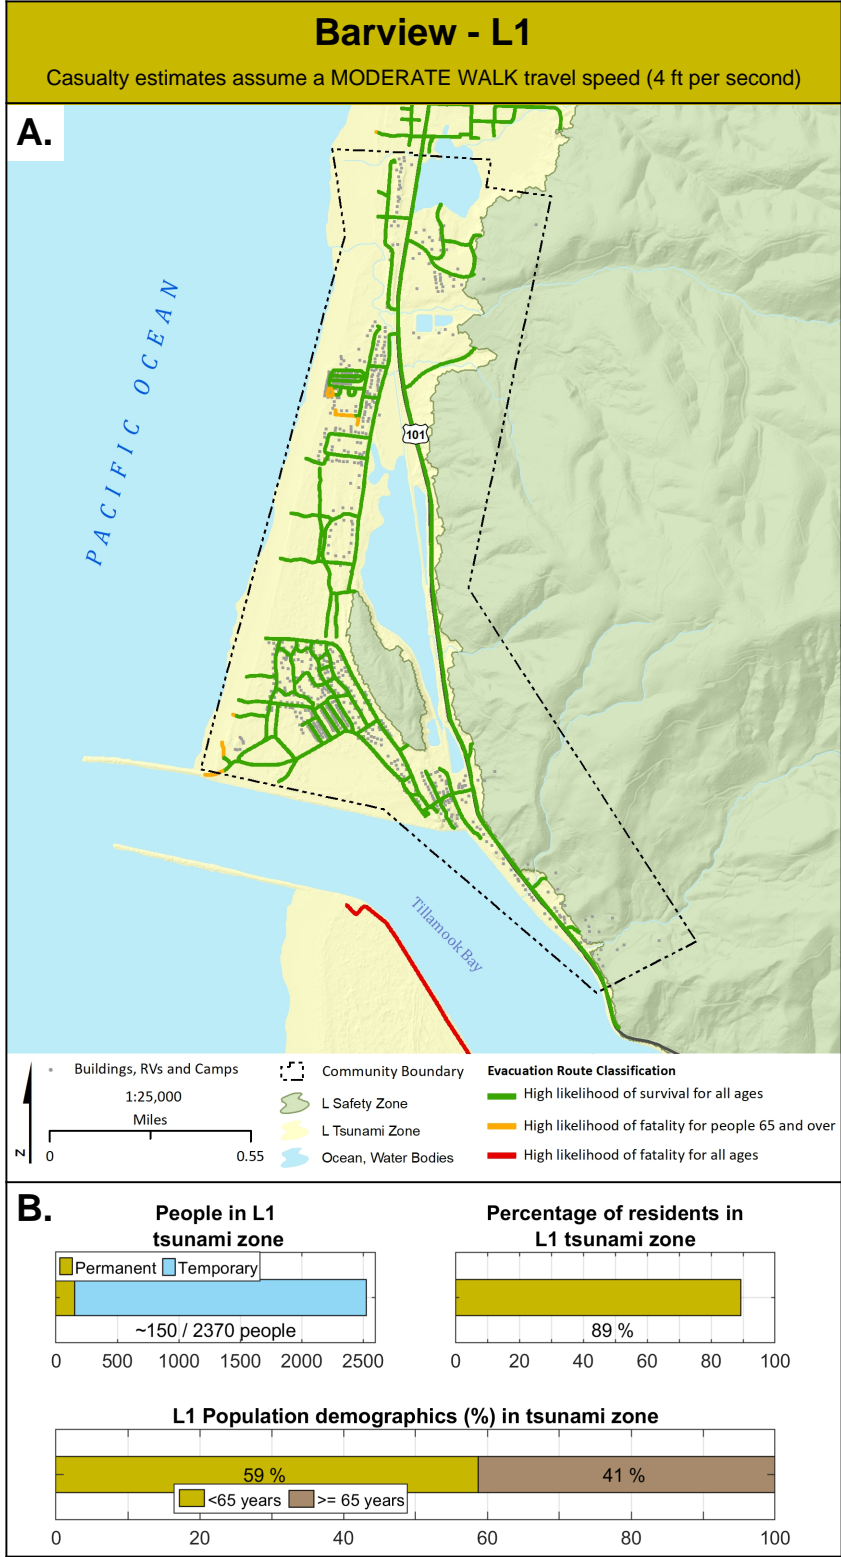 Barview - L1
Casualty estimates assume a MODERATE WALK travel speed (4 ft per second)
A.
PACIFIC OCEAN
101
Tillamook Bay
N
Buildings, RVs and Camps
1:25,000
Miles
0 0.55
Community Boundary
L Safety Zone
L Tsunami Zone
Ocean, Water Bodies
Evacuation Route Classification
High likelihood of survival for all ages
High likelihood of fatality for people 65 and over
High likelihood of fatality for all ages
B.
People in L1
tsunami zone
Permanent Temporary
~150 / 2370 people
0 500 1000 1500 2000 2500
Percentage of residents in
L1 tsunami zone
89 %
0 20 40 60 80 100
L1 Population demographics (%) in tsunami zone
59 % 41 %
<65 years >= 65 years
0 20 40 60 80 100